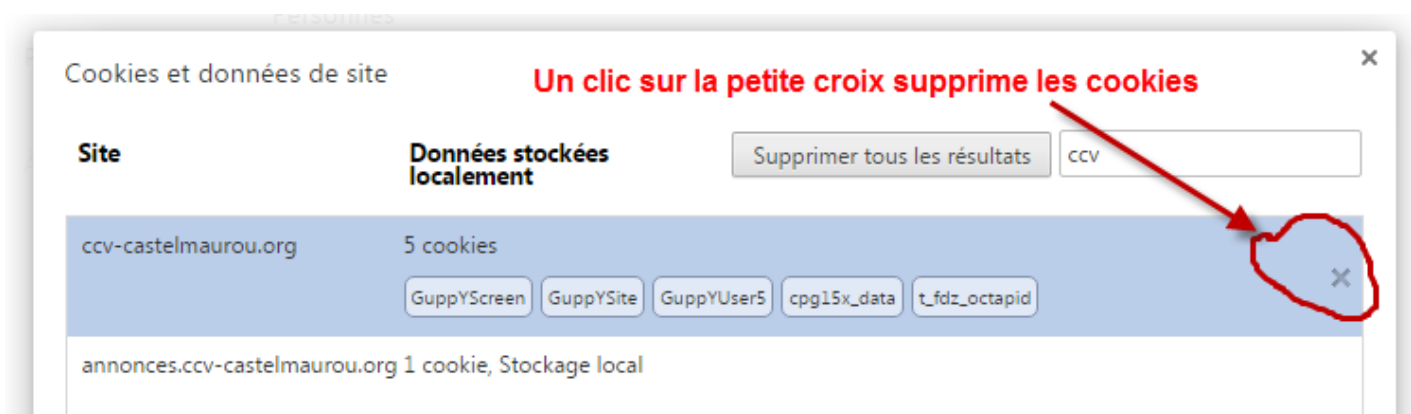 Personnes
Cookies et données de site
Un clic sur la petite croix supprime les cookies
Site
Données stockées
localement
Supprimer tous les résultats
ccv
ccv-castelmaurou.org
5 cookies
GuppYScreen GuppYSite GuppYUser5 cpg15x_data t_fdz_octapid
annonces.ccv-castelmaurou.org 1 cookie, Stockage local